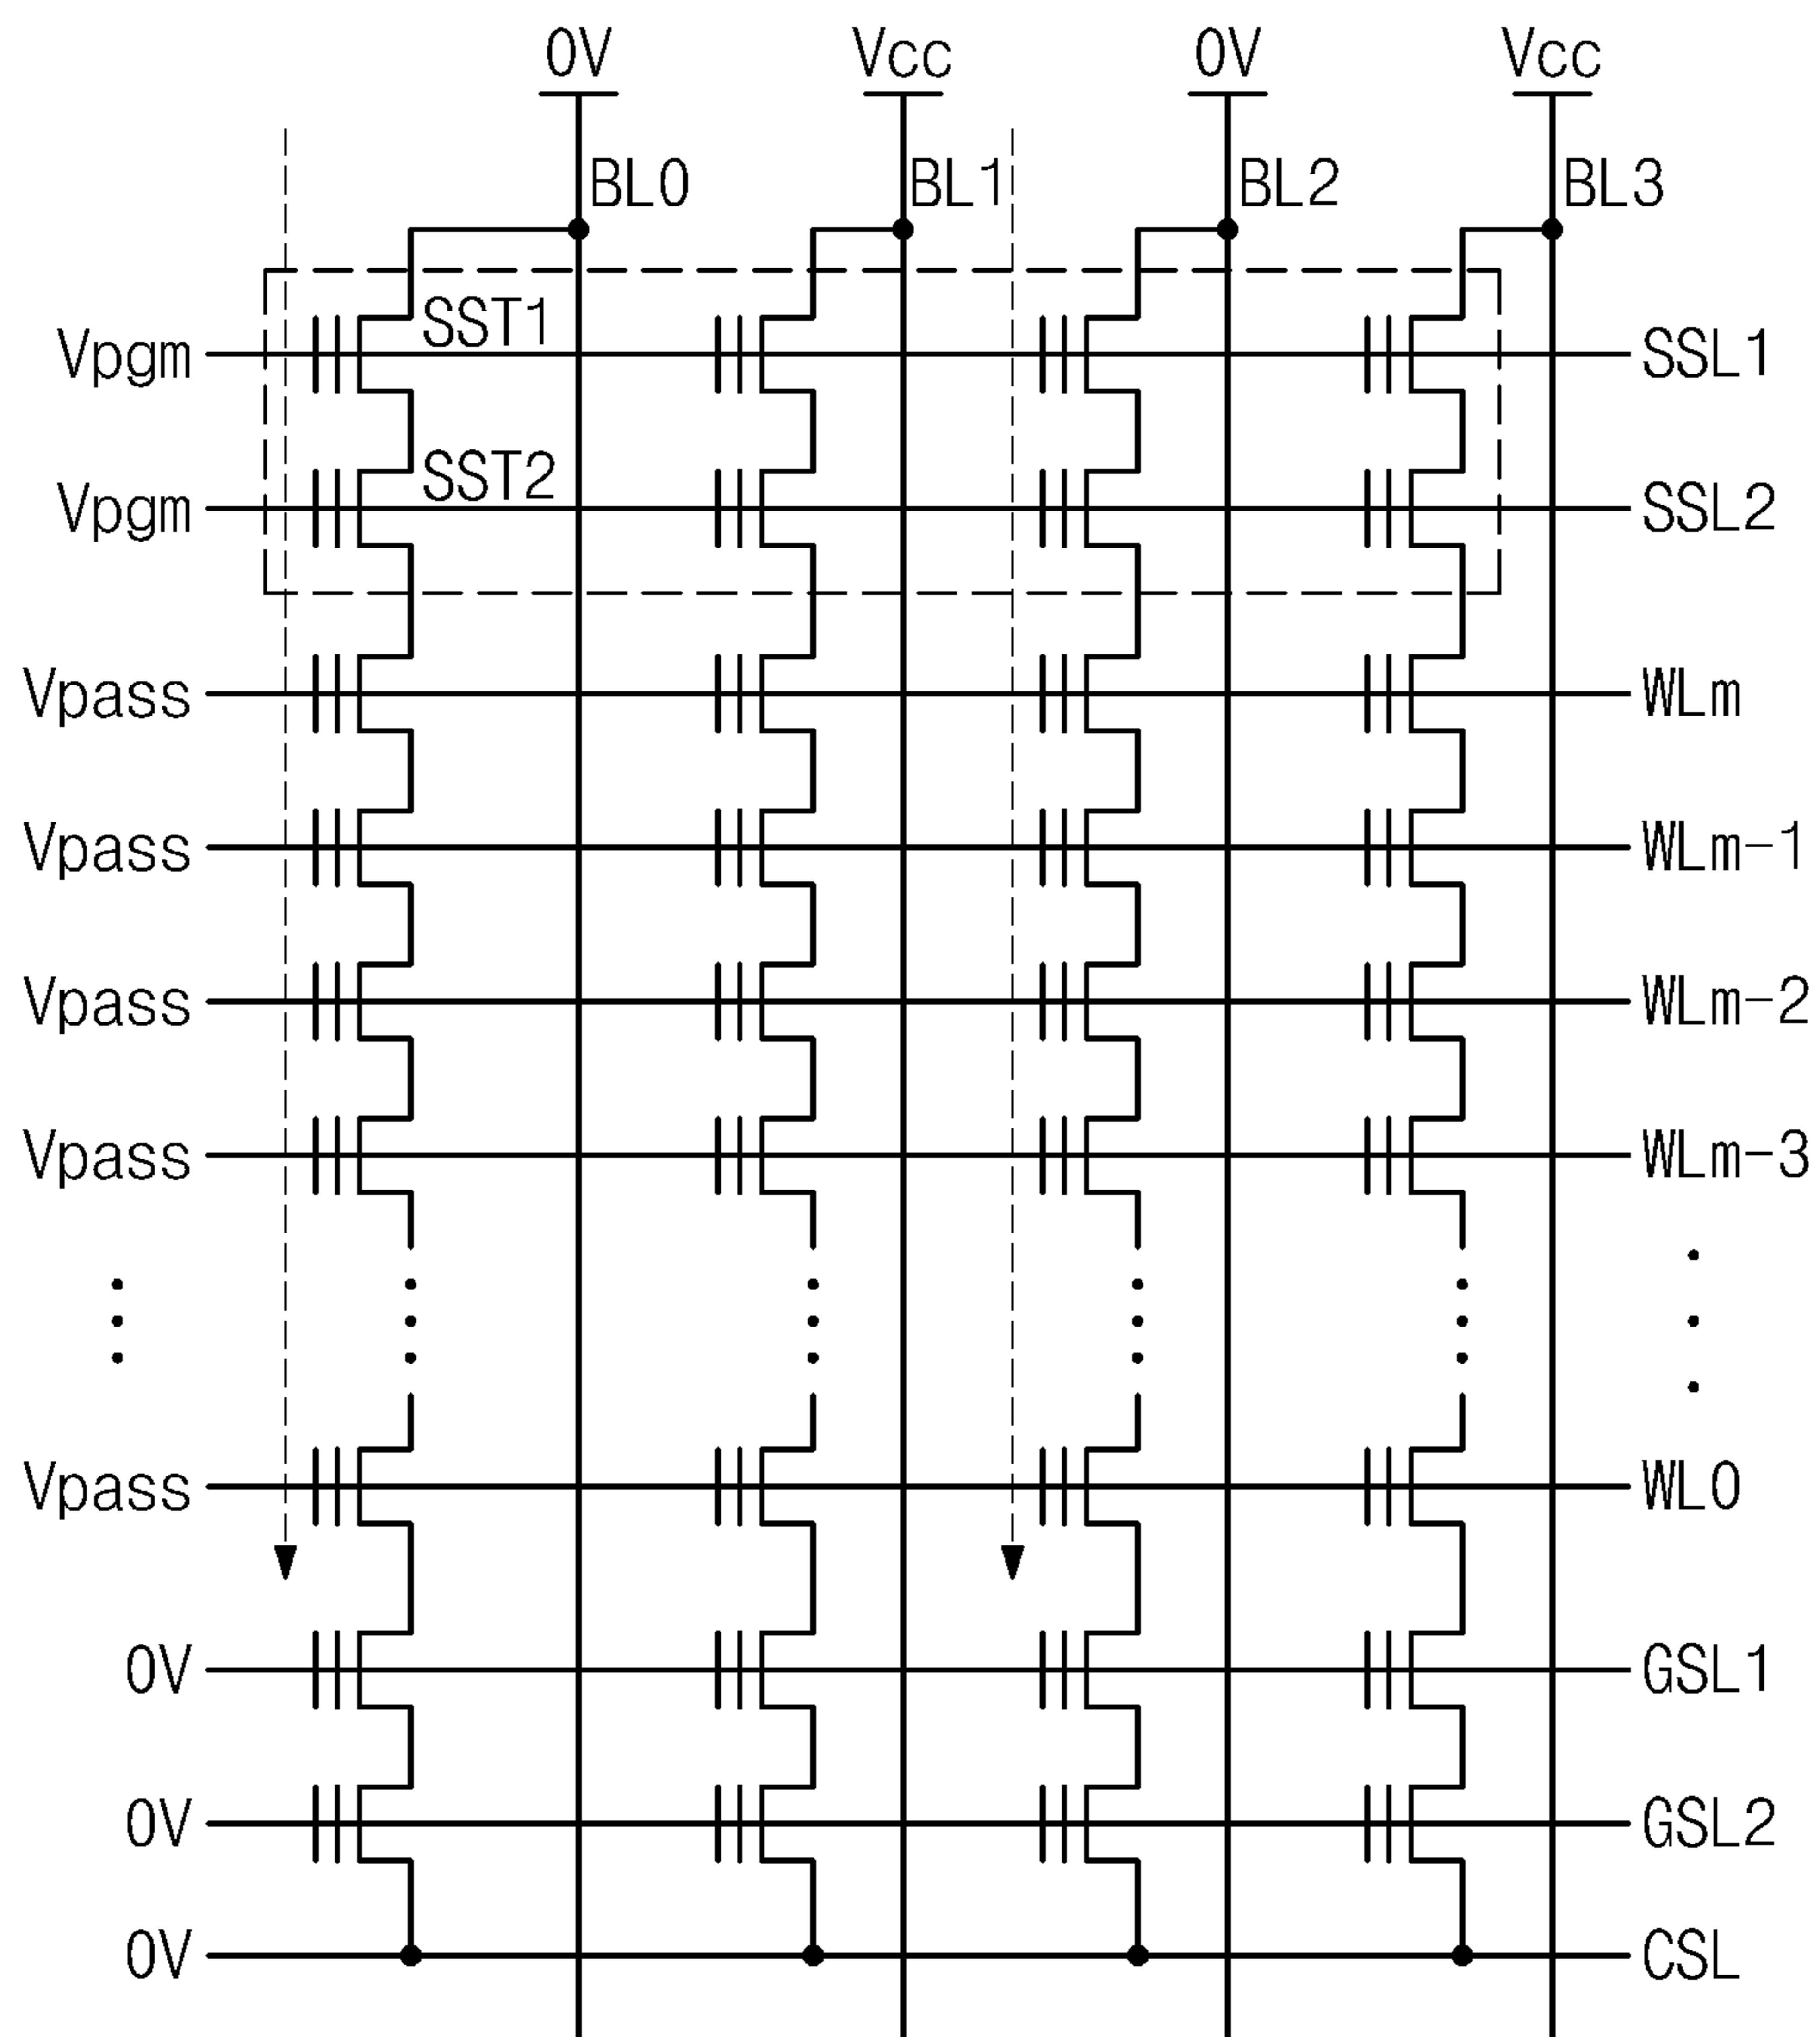 0V Vcc 0V Vcc
BL0 BL1 BL2 BL3
SST1
Vpgm SSL1
SST2
Vpgm SSL2
Vpass WLm
Vpass WLm-1
Vpass WLm-2
Vpass WLm-3
Vpass WL0
0V GSL1
0V GSL2
0V CSL